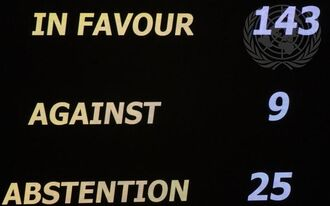 IN FAVOUR 143
AGAINST 9
ABSTENTION 25